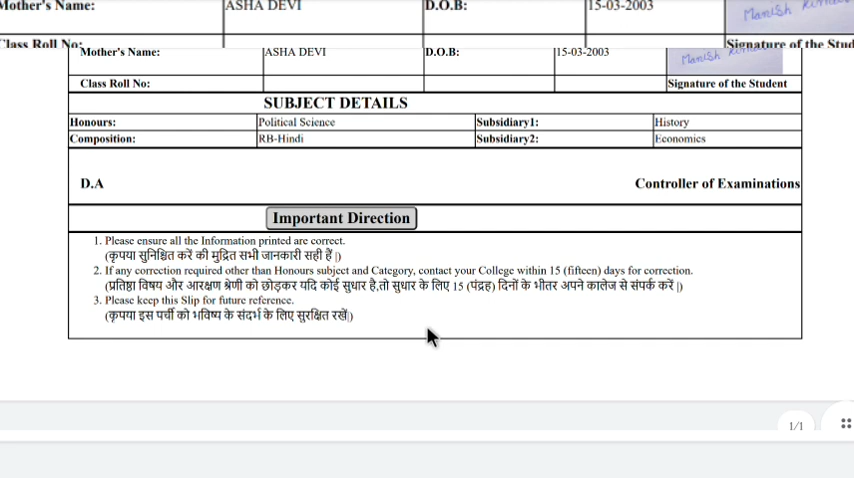 Mother's Name: ASHA DEVI D.O.B: 15-03-2003 Manish
Class Roll No: Signature of the Stud
Mother's Name: ASHA DEVI D.O.B: 15-03-2003 Manish
Class Roll No: Signature of the Student
SUBJECT DETAILS
Honours: Political Science Subsidiary1: History
Composition: RB-Hindi Subsidiary2: Economics
D.A Controller of Examinations
Important Direction
1. Please ensure all the Information printed are correct.
(कृपया सुनिश्चित करें की मुद्रित सभी जानकारी सही हैं |)
2. If any correction required other than Honours subject and Category, contact your College within 15 (fifteen) days for correction.
(प्रतिष्ठा विषय और आरक्षण श्रेणी को छोड़कर यदि कोई सुधार है,तो सुधार के लिए 15 (पंद्रह) दिनों के भीतर अपने कालेज से संपर्क करें |)
3. Please keep this Slip for future reference.
(कृपया इस पर्ची को भविष्य के संदर्भ के लिए सुरक्षित रखें|)
1/1